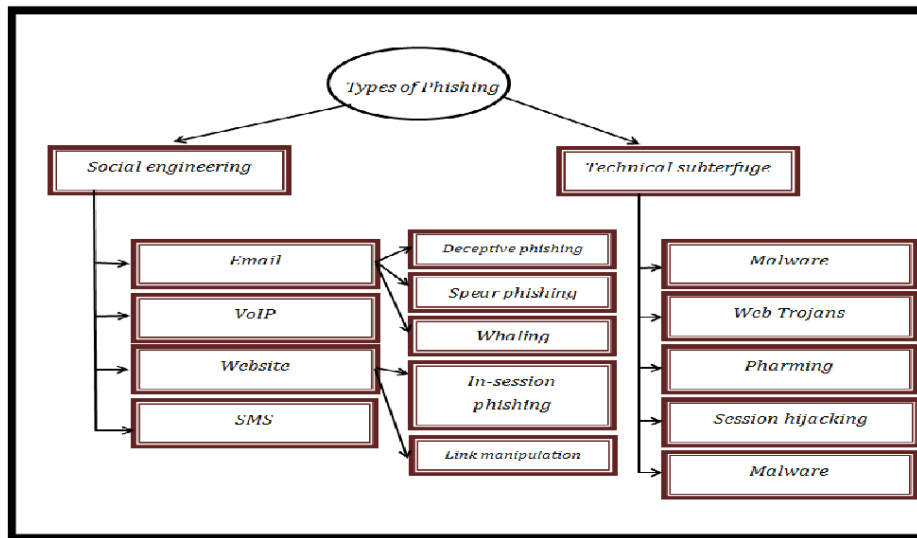 Types of Phishing
Social engineering
Technical subterfuge
Email
VoIP
Website
SMS
Deceptive phishing
Spear phishing
Whaling
In-session
phishing
Link manipulation
Malware
Web Trojans
Pharming
Session hijacking
Malware